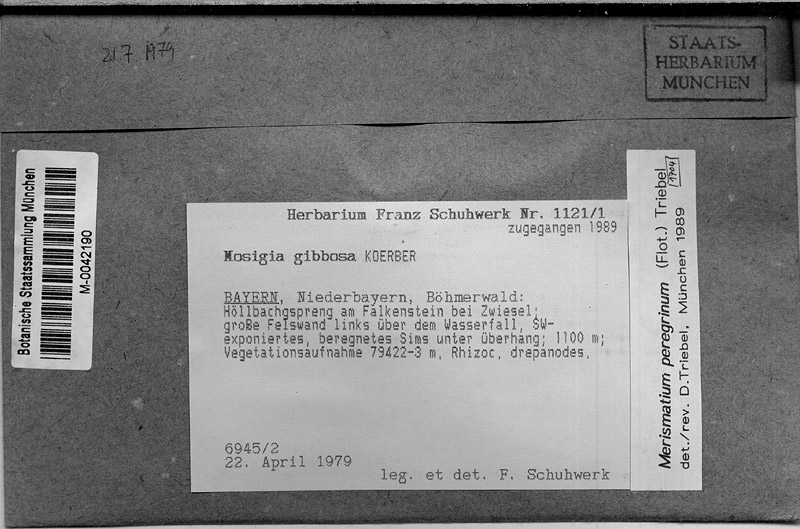 21 7. 1979
STAATS-
HERBARIUM
MÜNCHEN
Botanische Staatssammlung München
M-0042190
Herbarium Franz Schuhwerk Nr. 1121/1
zugegangen 1989
Mosigia gibbosa KOERBER
BAYERN, Niederbayern, Böhmerwald:
Höllbachgspreng am Falkenstein bei Zwiesel;
große Felswand links über dem Wasserfall, SW-
exponiertes, beregnetes Sims unter überhang; 1100 m;
Vegetationsaufnahme 79422-3 m. Rhizoc. drepanodes.
6945/2
22. April 1979
leg. et det. F. Schuhwerk
Merismatium peregrinum (Flot.) Triebel
det./rev. D.Triebel, München 1989